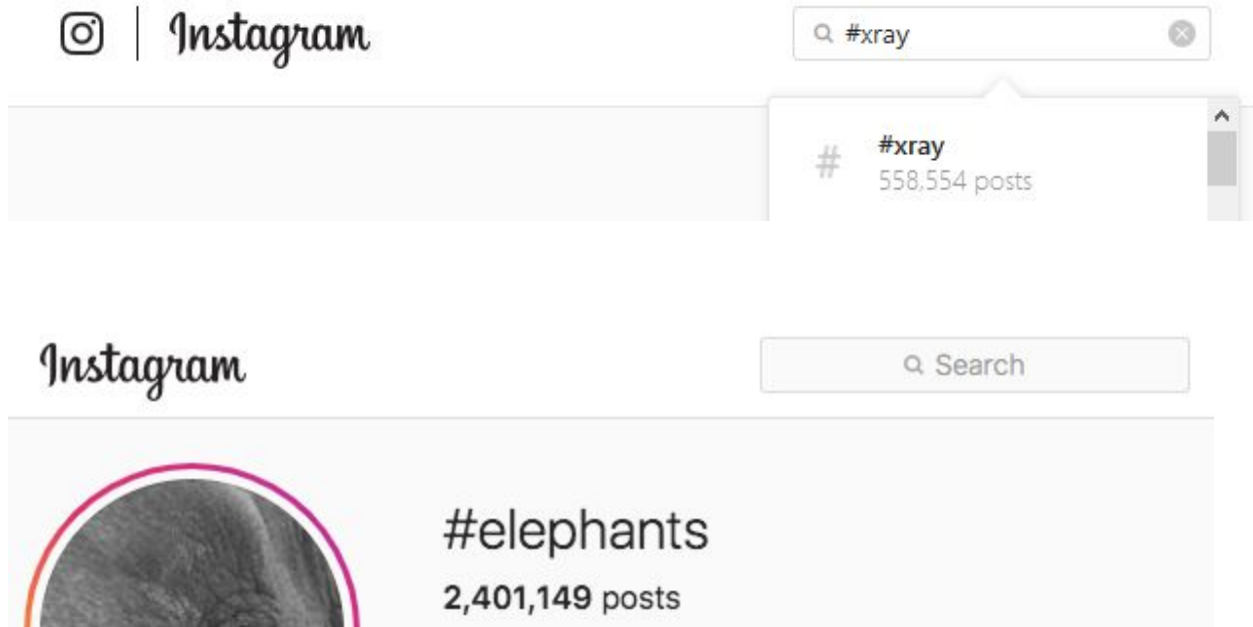 Instagram #xray
#xray
558,554 posts
Instagram Search
#elephants
2,401,149 posts